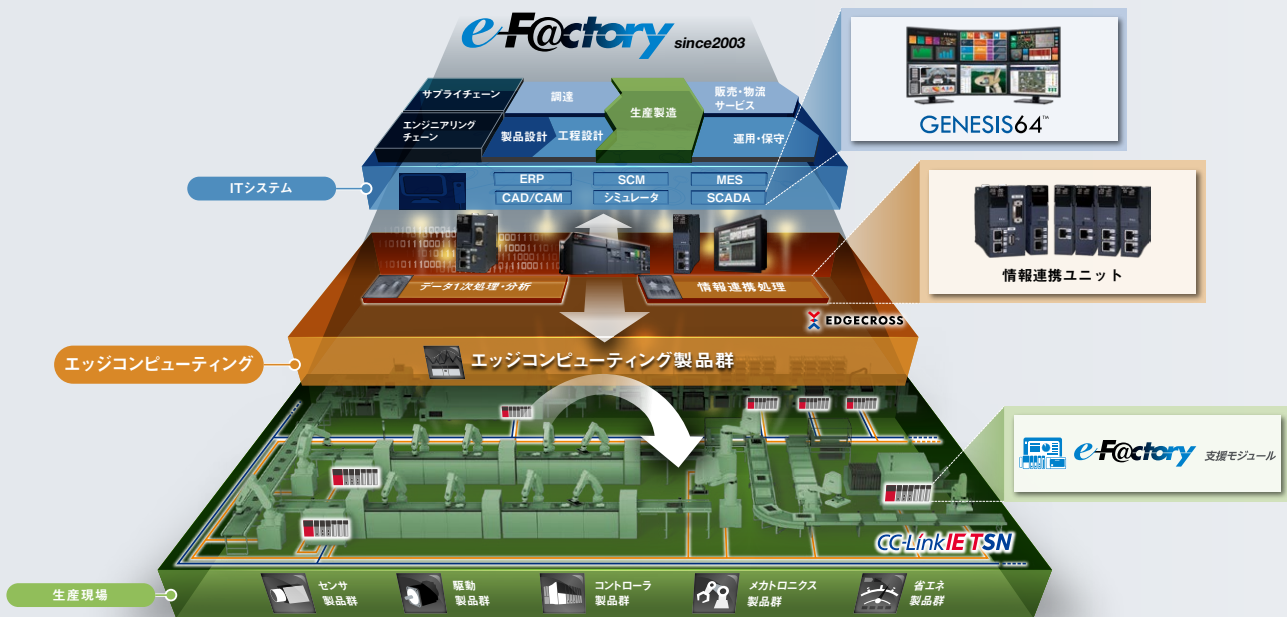 e-F@ctory since2003
サプライチェーン
調達
生産製造
販売・物流
サービス
エンジニアリング
チェーン
製品設計
工程設計
運用・保守
GENESIS64™
ITシステム
ERP
SCM
MES
CAD/CAM
シミュレータ
SCADA
データ1次処理・分析
情報連携処理
情報連携ユニット
EDGECROSS
エッジコンピューティング
エッジコンピューティング製品群
e-F@ctory 支援モジュール
CC-Link IE TSN
生産現場
センサ
製品群
駆動
製品群
コントローラ
製品群
メカトロニクス
製品群
省エネ
製品群